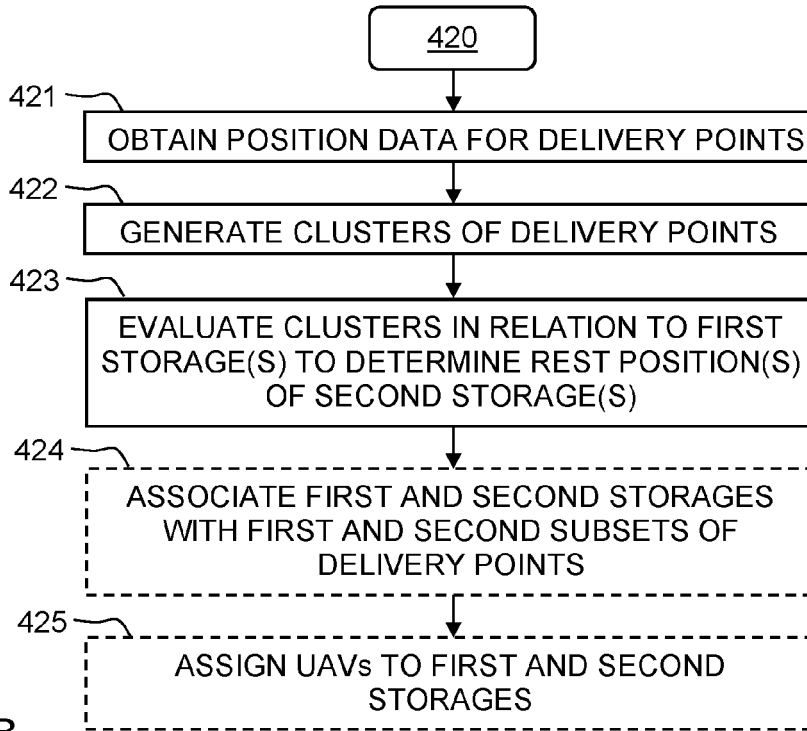 420
421
OBTAIN POSITION DATA FOR DELIVERY POINTS
422
GENERATE CLUSTERS OF DELIVERY POINTS
423
EVALUATE CLUSTERS IN RELATION TO FIRST
STORAGE(S) TO DETERMINE REST POSITION(S)
OF SECOND STORAGE(S)
424
ASSOCIATE FIRST AND SECOND STORAGES
WITH FIRST AND SECOND SUBSETS OF
DELIVERY POINTS
425
ASSIGN UAVs TO FIRST AND SECOND
STORAGES